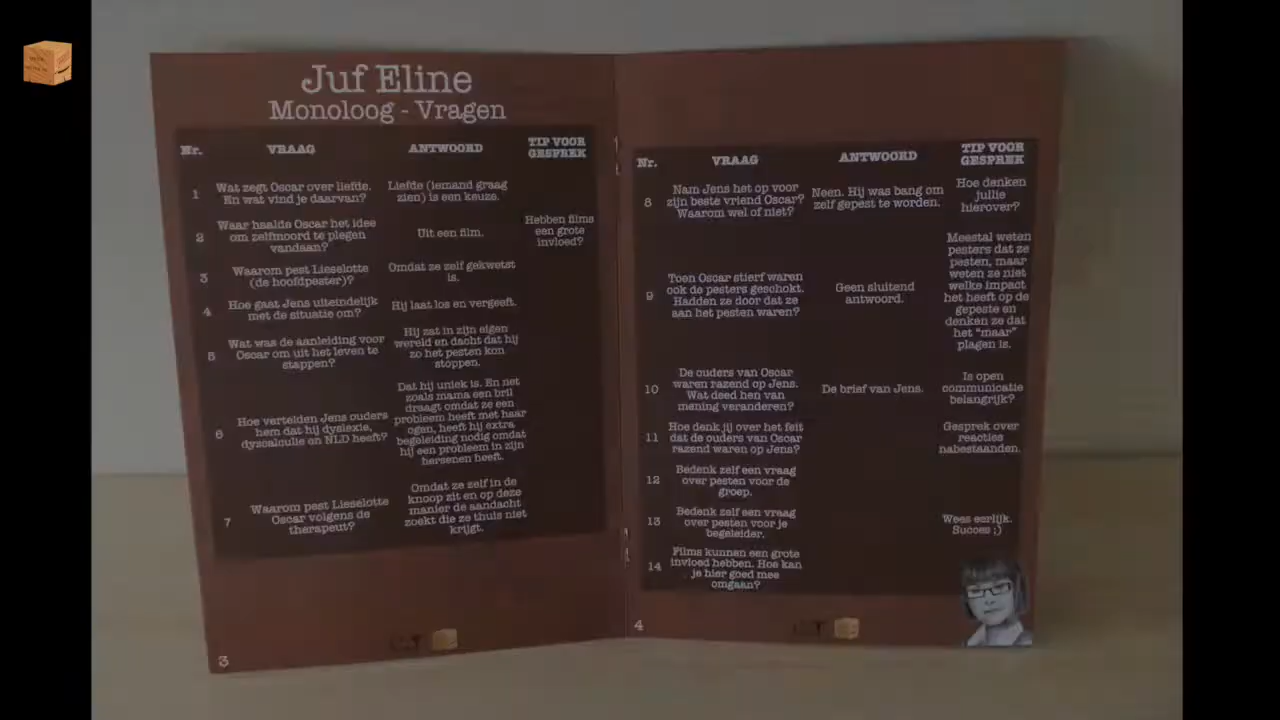 Juf Eline
Monoloog - Vragen
Nr.
VRAAG
ANTWOORD
TIP VOOR
GESPREK
1
Wat zegt Oscar over liefde.
En wat vind je daarvan?
Liefde (iemand graag
zien) is een keuze.
2
Waar haalde Oscar het idee
om zelfmoord te plegen
vandaan?
Uit een film.
Hebben films
een grote
invloed?
3
Waarom pest Lieselotte
(de hoofdpester)?
Omdat ze zelf gekwetst
is.
4
Hoe gaat Jens uiteindelijk
met de situatie om?
Hij laat los en vergeeft.
5
Wat was de aanleiding voor
Oscar om uit het leven te
stappen?
Hij zat in zijn eigen
wereld en dacht dat hij
zo het pesten kon
stoppen.
6
Hoe vertelden Jens ouders
hem dat hij dyslexie,
dyscalculie en NLD heeft?
Dat hij uniek is. En net
zoals mama een bril
draagt omdat ze een
probleem heeft met haar
ogen, heeft hij extra
begeleiding nodig omdat
hij een probleem in zijn
hersenen heeft.
7
Waarom pest Lieselotte
Oscar volgens de
therapeut?
Omdat ze zelf in de
knoop zit en op deze
manier de aandacht
zoekt die ze thuis niet
krijgt.
3
Nr.
VRAAG
ANTWOORD
TIP VOOR
GESPREK
8
Nam Jens het op voor
zijn beste vriend Oscar?
Waarom wel of niet?
Neen. Hij was bang om
zelf gepest te worden.
Hoe denken
jullie
hierover?
9
Toen Oscar stierf waren
ook de pesters geschokt.
Hadden ze door dat ze
aan het pesten waren?
Geen sluitend
antwoord.
Meestal weten
pesters dat ze
pesten, maar
weten ze niet
welke impact
het heeft op de
gepeste en
denken ze dat
het "maar"
plagen is.
10
De ouders van Oscar
waren razend op Jens.
Wat deed hen van
mening veranderen?
De brief van Jens.
Is open
communicatie
belangrijk?
11
Hoe denk jij over het feit
dat de ouders van Oscar
razend waren op Jens?
Gesprek over
reacties
nabestaanden.
12
Bedenk zelf een vraag
over pesten voor de
groep.
13
Bedenk zelf een vraag
over pesten voor je
begeleider.
Wees eerlijk.
Succes ;)
14
Films kunnen een grote
invloed hebben. Hoe kan
je hier goed mee
omgaan?
4